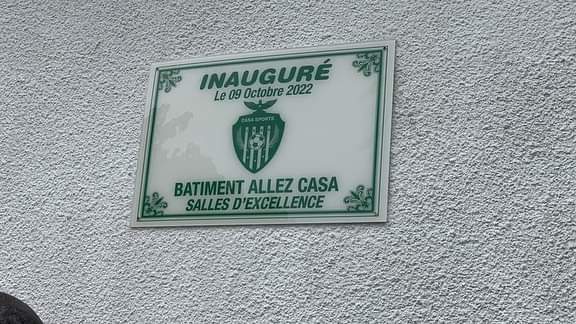 INAUGURÉ
Le 09 Octobre 2022
CASA SPORTS
BATIMENT ALLEZ CASA
SALLES D'EXCELLENCE